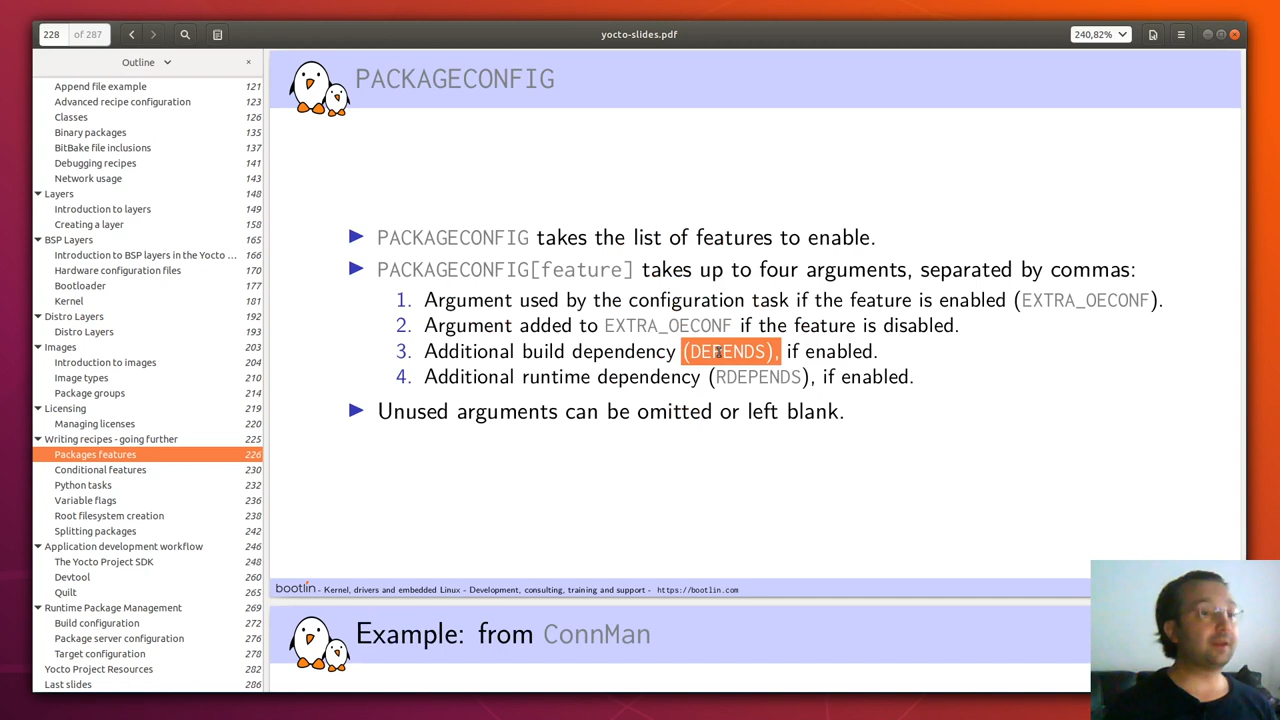 228 of 287
yocto-slides.pdf
240,82%
Outline
Append file example 121
Advanced recipe configuration 123
Classes 126
Binary packages 135
BitBake file inclusions 137
Debugging recipes 141
Network usage 143
Layers 148
Introduction to layers 149
Creating a layer 158
BSP Layers 165
Introduction to BSP layers in the Yocto ... 166
Hardware configuration files 170
Bootloader 177
Kernel 181
Distro Layers 192
Distro Layers 193
Images 203
Introduction to images 204
Image types 210
Package groups 214
Licensing 219
Managing licenses 220
Writing recipes - going further 225
Packages features 226
Conditional features 230
Python tasks 232
Variable flags 236
Root filesystem creation 239
Splitting packages 242
Application development workflow 246
The Yocto Project SDK 248
Devtool 260
Quilt 265
Runtime Package Management 269
Build configuration 272
Package server configuration 276
Target configuration 278
Yocto Project Resources 282
Last slides 286
PACKAGECONFIG
PACKAGECONFIG takes the list of features to enable.
PACKAGECONFIG[feature] takes up to four arguments, separated by commas:
1. Argument used by the configuration task if the feature is enabled (EXTRA_OECONF).
2. Argument added to EXTRA_OECONF if the feature is disabled.
3. Additional build dependency (DEPENDS), if enabled.
4. Additional runtime dependency (RDEPENDS), if enabled.
Unused arguments can be omitted or left blank.
bootlin - Kernel, drivers and embedded Linux - Development, consulting, training and support - https://bootlin.com
Example: from ConnMan